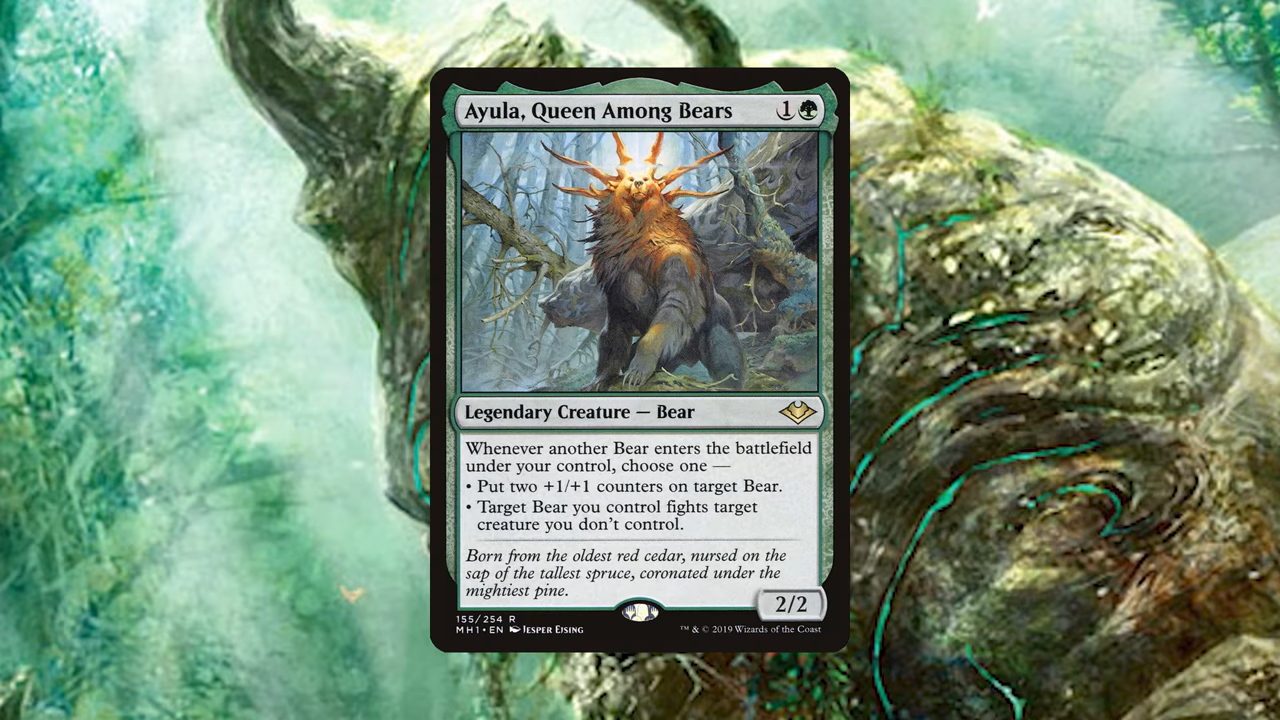 Ayula, Queen Among Bears 1
Legendary Creature — Bear
Whenever another Bear enters the battlefield
under your control, choose one —
• Put two +1/+1 counters on target Bear.
• Target Bear you control fights target
creature you don't control.
Born from the oldest red cedar, nursed on the
sap of the tallest spruce, coronated under the
mightiest pine.
2/2
155/254 R
MH1 • EN Jesper Ejsing
™ & © 2019 Wizards of the Coast